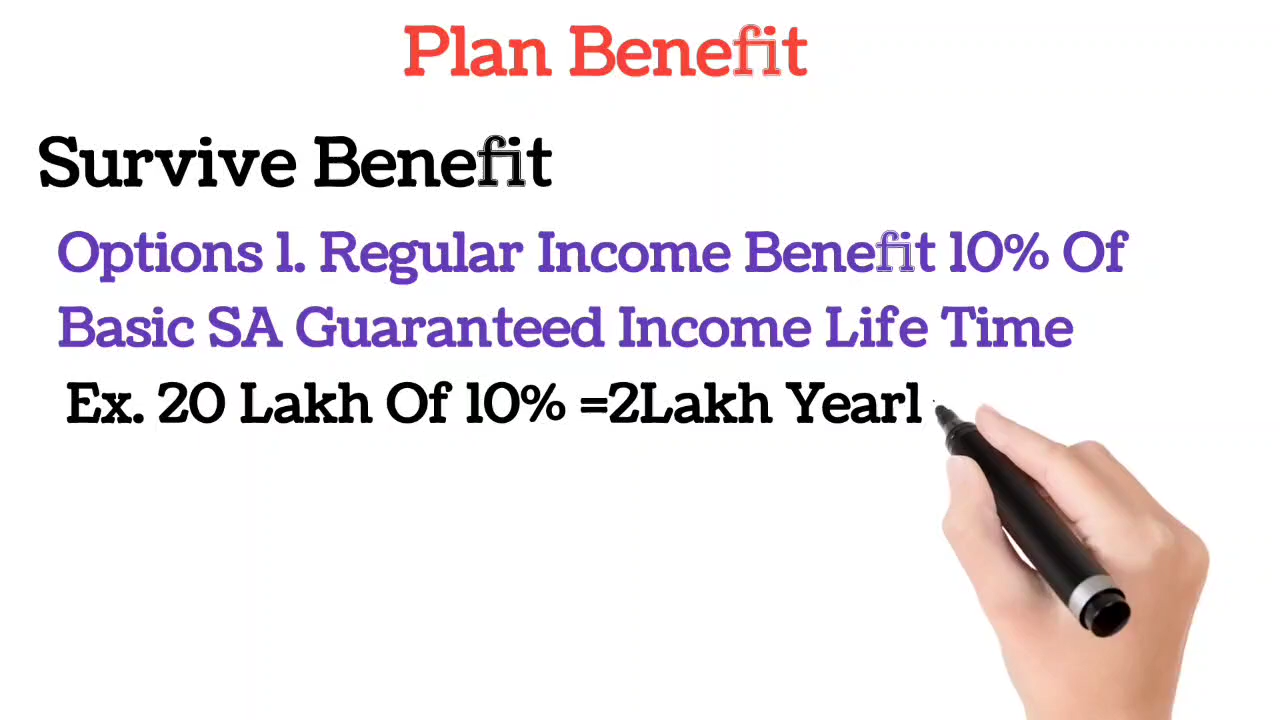 Plan Benefit
Survive Benefit
Options 1. Regular Income Benefit 10% Of
Basic SA Guaranteed Income Life Time
Ex. 20 Lakh Of 10% =2Lakh Yearl